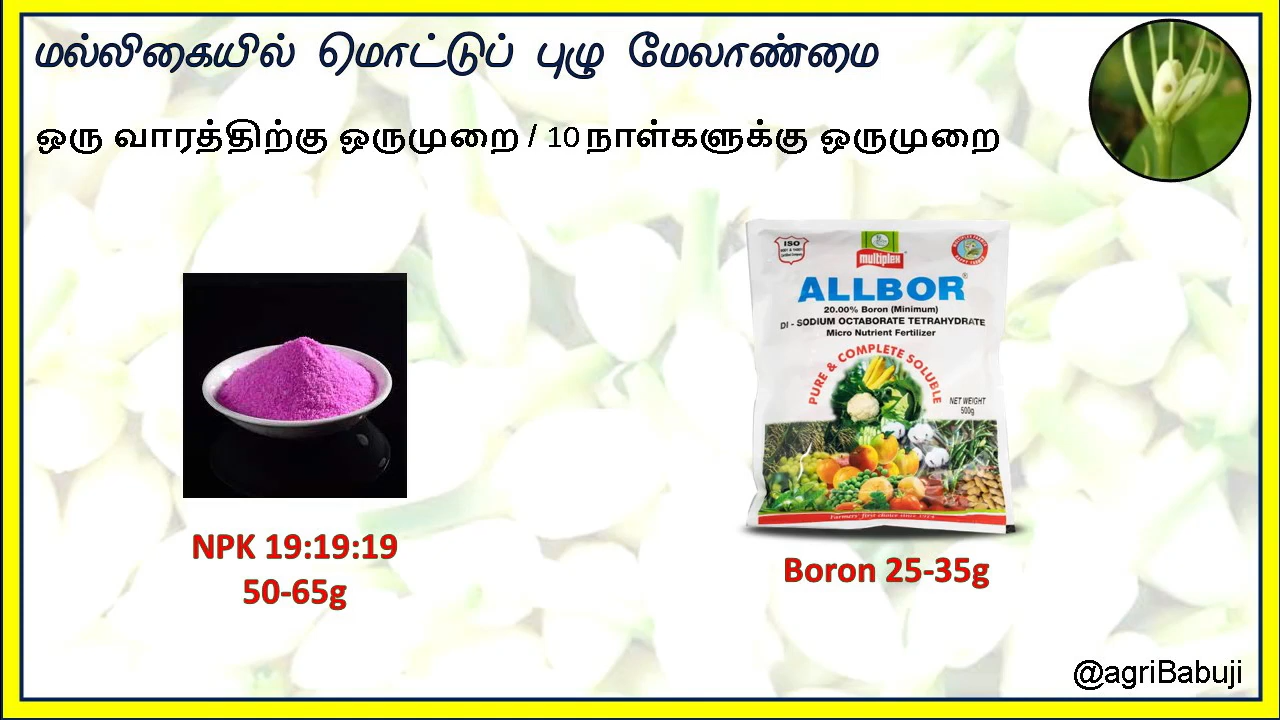 மல்லிகையில் மொட்டுப் புழு மேலாண்மை
ஒரு வாரத்திற்கு ஒருமுறை / 10 நாள்களுக்கு ஒருமுறை
ISO
multiplex
ALLBOR®
20.00% Boron (Minimum)
DI - SODIUM OCTABORATE TETRAHYDRATE
Micro Nutrient Fertilizer
PURE & COMPLETE SOLUBLE
NET WEIGHT
500g
NPK 19:19:19
50-65g
Boron 25-35g
@agriBabuji